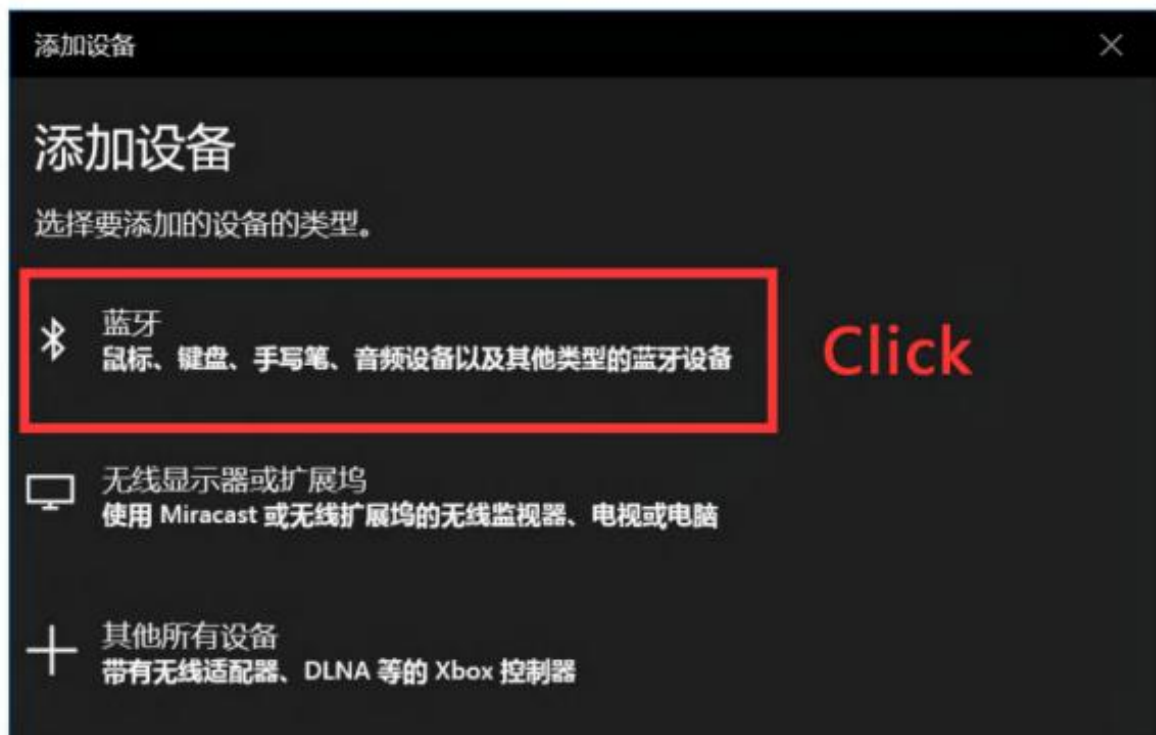 添加设备
添加设备
选择要添加的设备的类型。
蓝牙
鼠标、键盘、手写笔、音频设备以及其他类型的蓝牙设备
Click
无线显示器或扩展坞
使用 Miracast 或无线扩展坞的无线监视器、电视或电脑
其他所有设备
带有无线适配器、DLNA 等的 Xbox 控制器